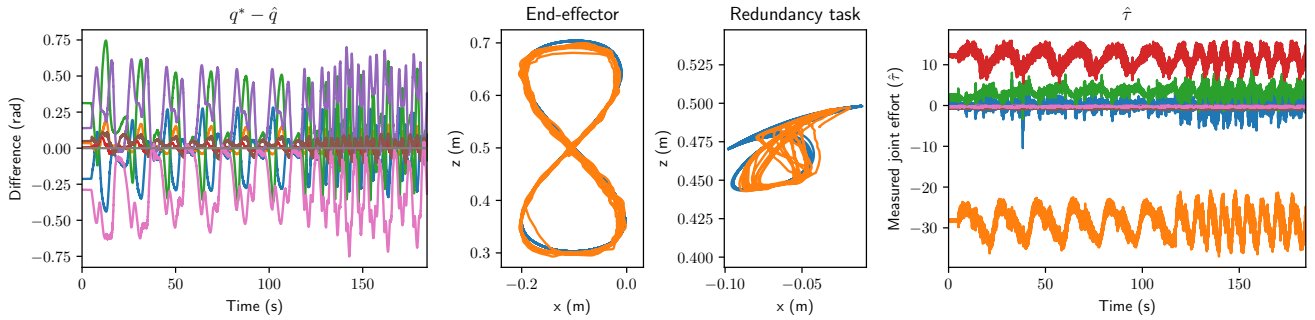 q* − q̂
Difference (rad)
0.75
0.50
0.25
0.00
−0.25
−0.50
−0.75
0
50
100
150
Time (s)
End-effector
z (m)
0.7
0.6
0.5
0.4
0.3
−0.2
0.0
x (m)
Redundancy task
z (m)
0.525
0.500
0.475
0.450
0.425
0.400
−0.10
−0.05
x (m)
τ̂
Measured joint effort (τ̂)
10
0
−10
−20
−30
0
50
100
150
Time (s)